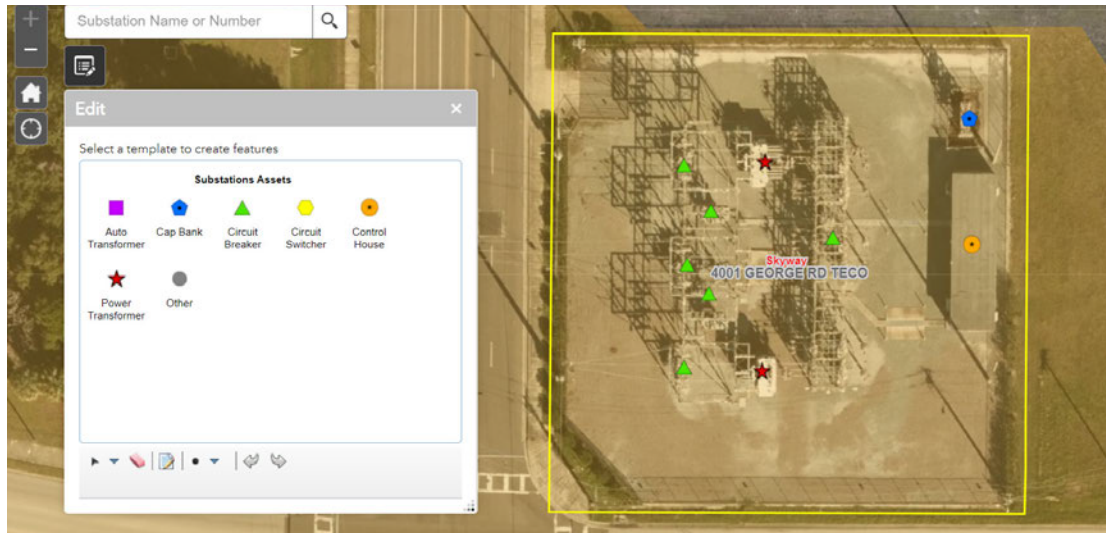 Substation Name or Number
Edit
Select a template to create features
Substations Assets
Auto Transformer
Cap Bank
Circuit Breaker
Circuit Switcher
Control House
Power Transformer
Other
Skyway
4001 GEORGE RD TECO